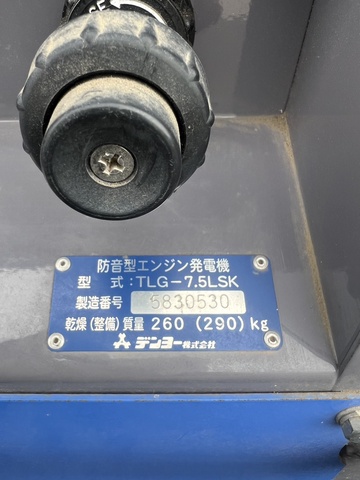 防音型エンジン発電機
型 式:TLG-7.5LSK
製造番号 5830530
乾燥(整備)質量 260 (290)kg
デンヨー株式会社